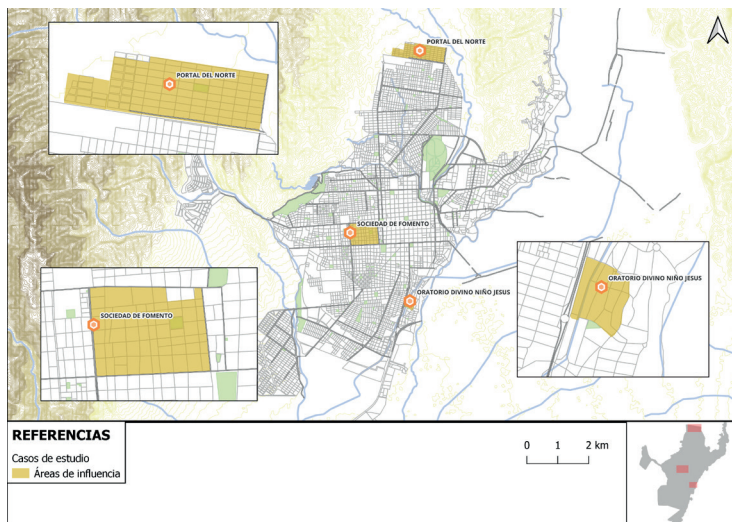 PORTAL DEL NORTE
PORTAL DEL NORTE
SOCIEDAD DE FOMENTO
ORATORIO DIVINO NIÑO JESUS
ORATORIO DIVINO NIÑO JESUS
SOCIEDAD DE FOMENTO
REFERENCIAS
Casos de estudio
Áreas de influencia
0 1 2 km